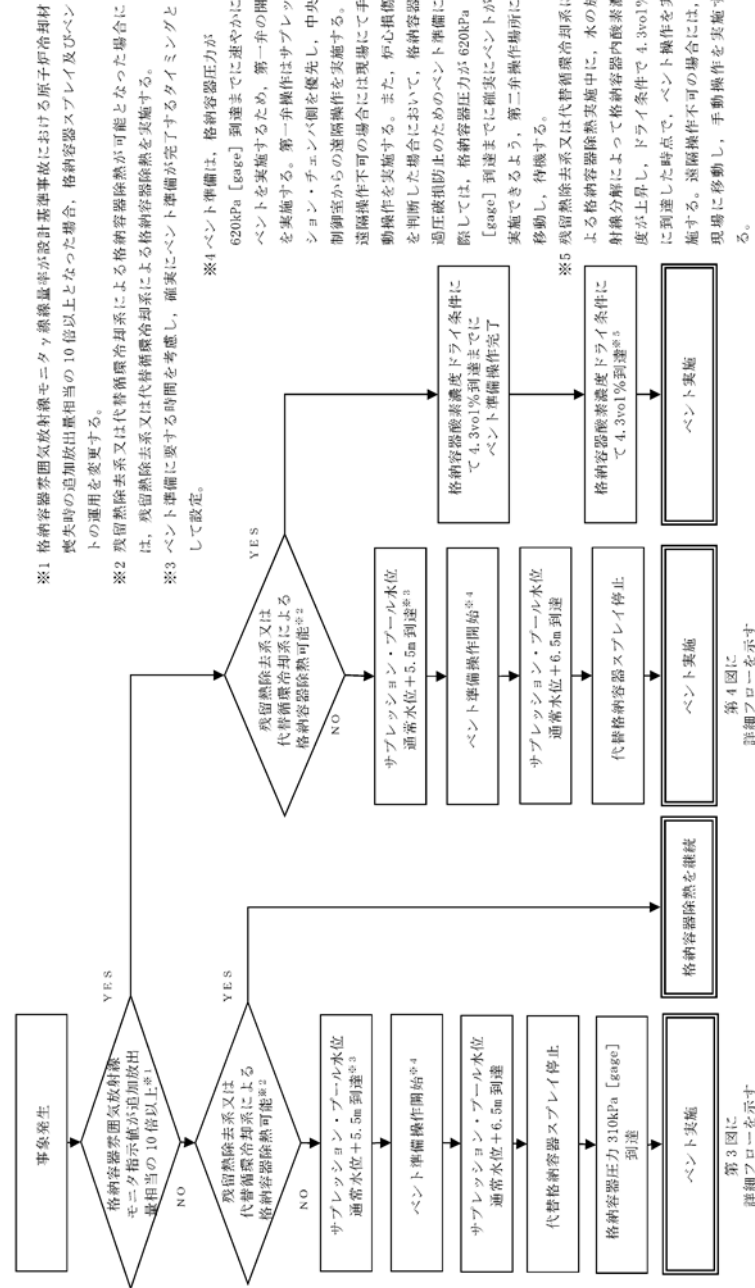 事象発生
格納容器雰囲気放射線
モニタ指示値が追加放出
量相当の10倍以上※1
YES
NO
残留熱除去系又は
代替循環冷却系による
格納容器除熱可能※2
YES
NO
サプレッション・プール水位
通常水位+5.5m到達※3
ベント準備操作開始※4
サプレッション・プール水位
通常水位+6.5m到達
代替格納容器スプレイ停止
格納容器圧力310kPa [gage]
到達
ベント実施
第3図に
詳細フローを示す
格納容器除熱を継続
残留熱除去系又は
代替循環冷却系による
格納容器除熱可能※2
YES
NO
サプレッション・プール水位
通常水位+5.5m到達※3
ベント準備操作開始※4
サプレッション・プール水位
通常水位+6.5m到達
代替格納容器スプレイ停止
ベント実施
第4図に
詳細フローを示す
格納容器酸素濃度ドライ条件に
て4.3vol%到達までに
ベント準備操作完了
格納容器酸素濃度ドライ条件に
て4.3vol%到達※5
ベント実施
※1 格納容器雰囲気放射線モニタγ線線量率が設計基準事故における原子炉冷却材
喪失時の追加放出量相当の10倍以上となった場合，格納容器スプレイ及びベン
トの運用を変更する。
※2 残留熱除去系又は代替循環冷却系による格納容器除熱が可能となった場合に
は，残留熱除去系又は代替循環冷却系による格納容器除熱を実施する。
※3 ベント準備に要する時間を考慮し，確実にベント準備が完了するタイミングと
して設定。
※4 ベント準備は，格納容器圧力が
620kPa [gage] 到達までに速やかに
ベントを実施するため，第一弁の開
を実施する。第一弁操作はサプレッ
ション・チェンバ側を優先し，中央
制御室からの遠隔操作を実施する。
遠隔操作不可の場合には現場にて手
動操作を実施する。また，炉心損傷
を判断した場合において，格納容器
過圧破損防止のためのベント準備に
際しては，格納容器圧力が620kPa
[gage] 到達までに確実にベントが
実施できるよう，第二弁操作場所に
移動し，待機する。
※5 残留熱除去系又は代替循環冷却系に
よる格納容器除熱実施中に，水の放
射線分解によって格納容器内酸素濃
度が上昇し，ドライ条件で4.3vol%
に到達した時点で，ベント操作を実
施する。遠隔操作不可の場合には，
現場に移動し，手動操作を実施す
る。